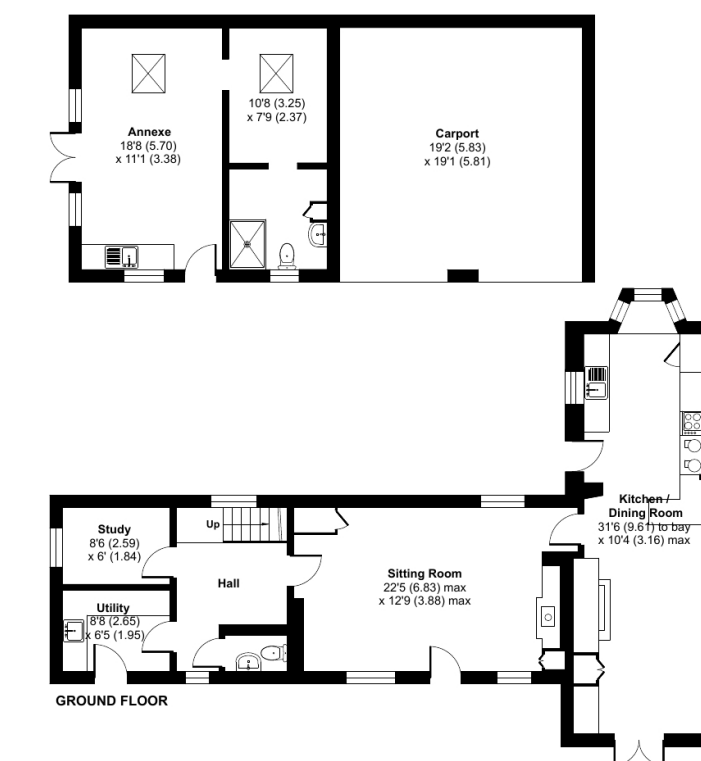 10'8 (3.25)
x 7'9 (2.37)
Annexe
18'8 (5.70)
x 11'1 (3.38)
Carport
19'2 (5.83)
x 19'1 (5.81)
Kitchen /
Dining Room
31'6 (9.61) to bay
x 10'4 (3.16) max
Up
Study
8'6 (2.59)
x 6' (1.84)
Hall
Sitting Room
22'5 (6.83) max
x 12'9 (3.88) max
Utility
8'8 (2.65)
x 6'5 (1.95)
GROUND FLOOR